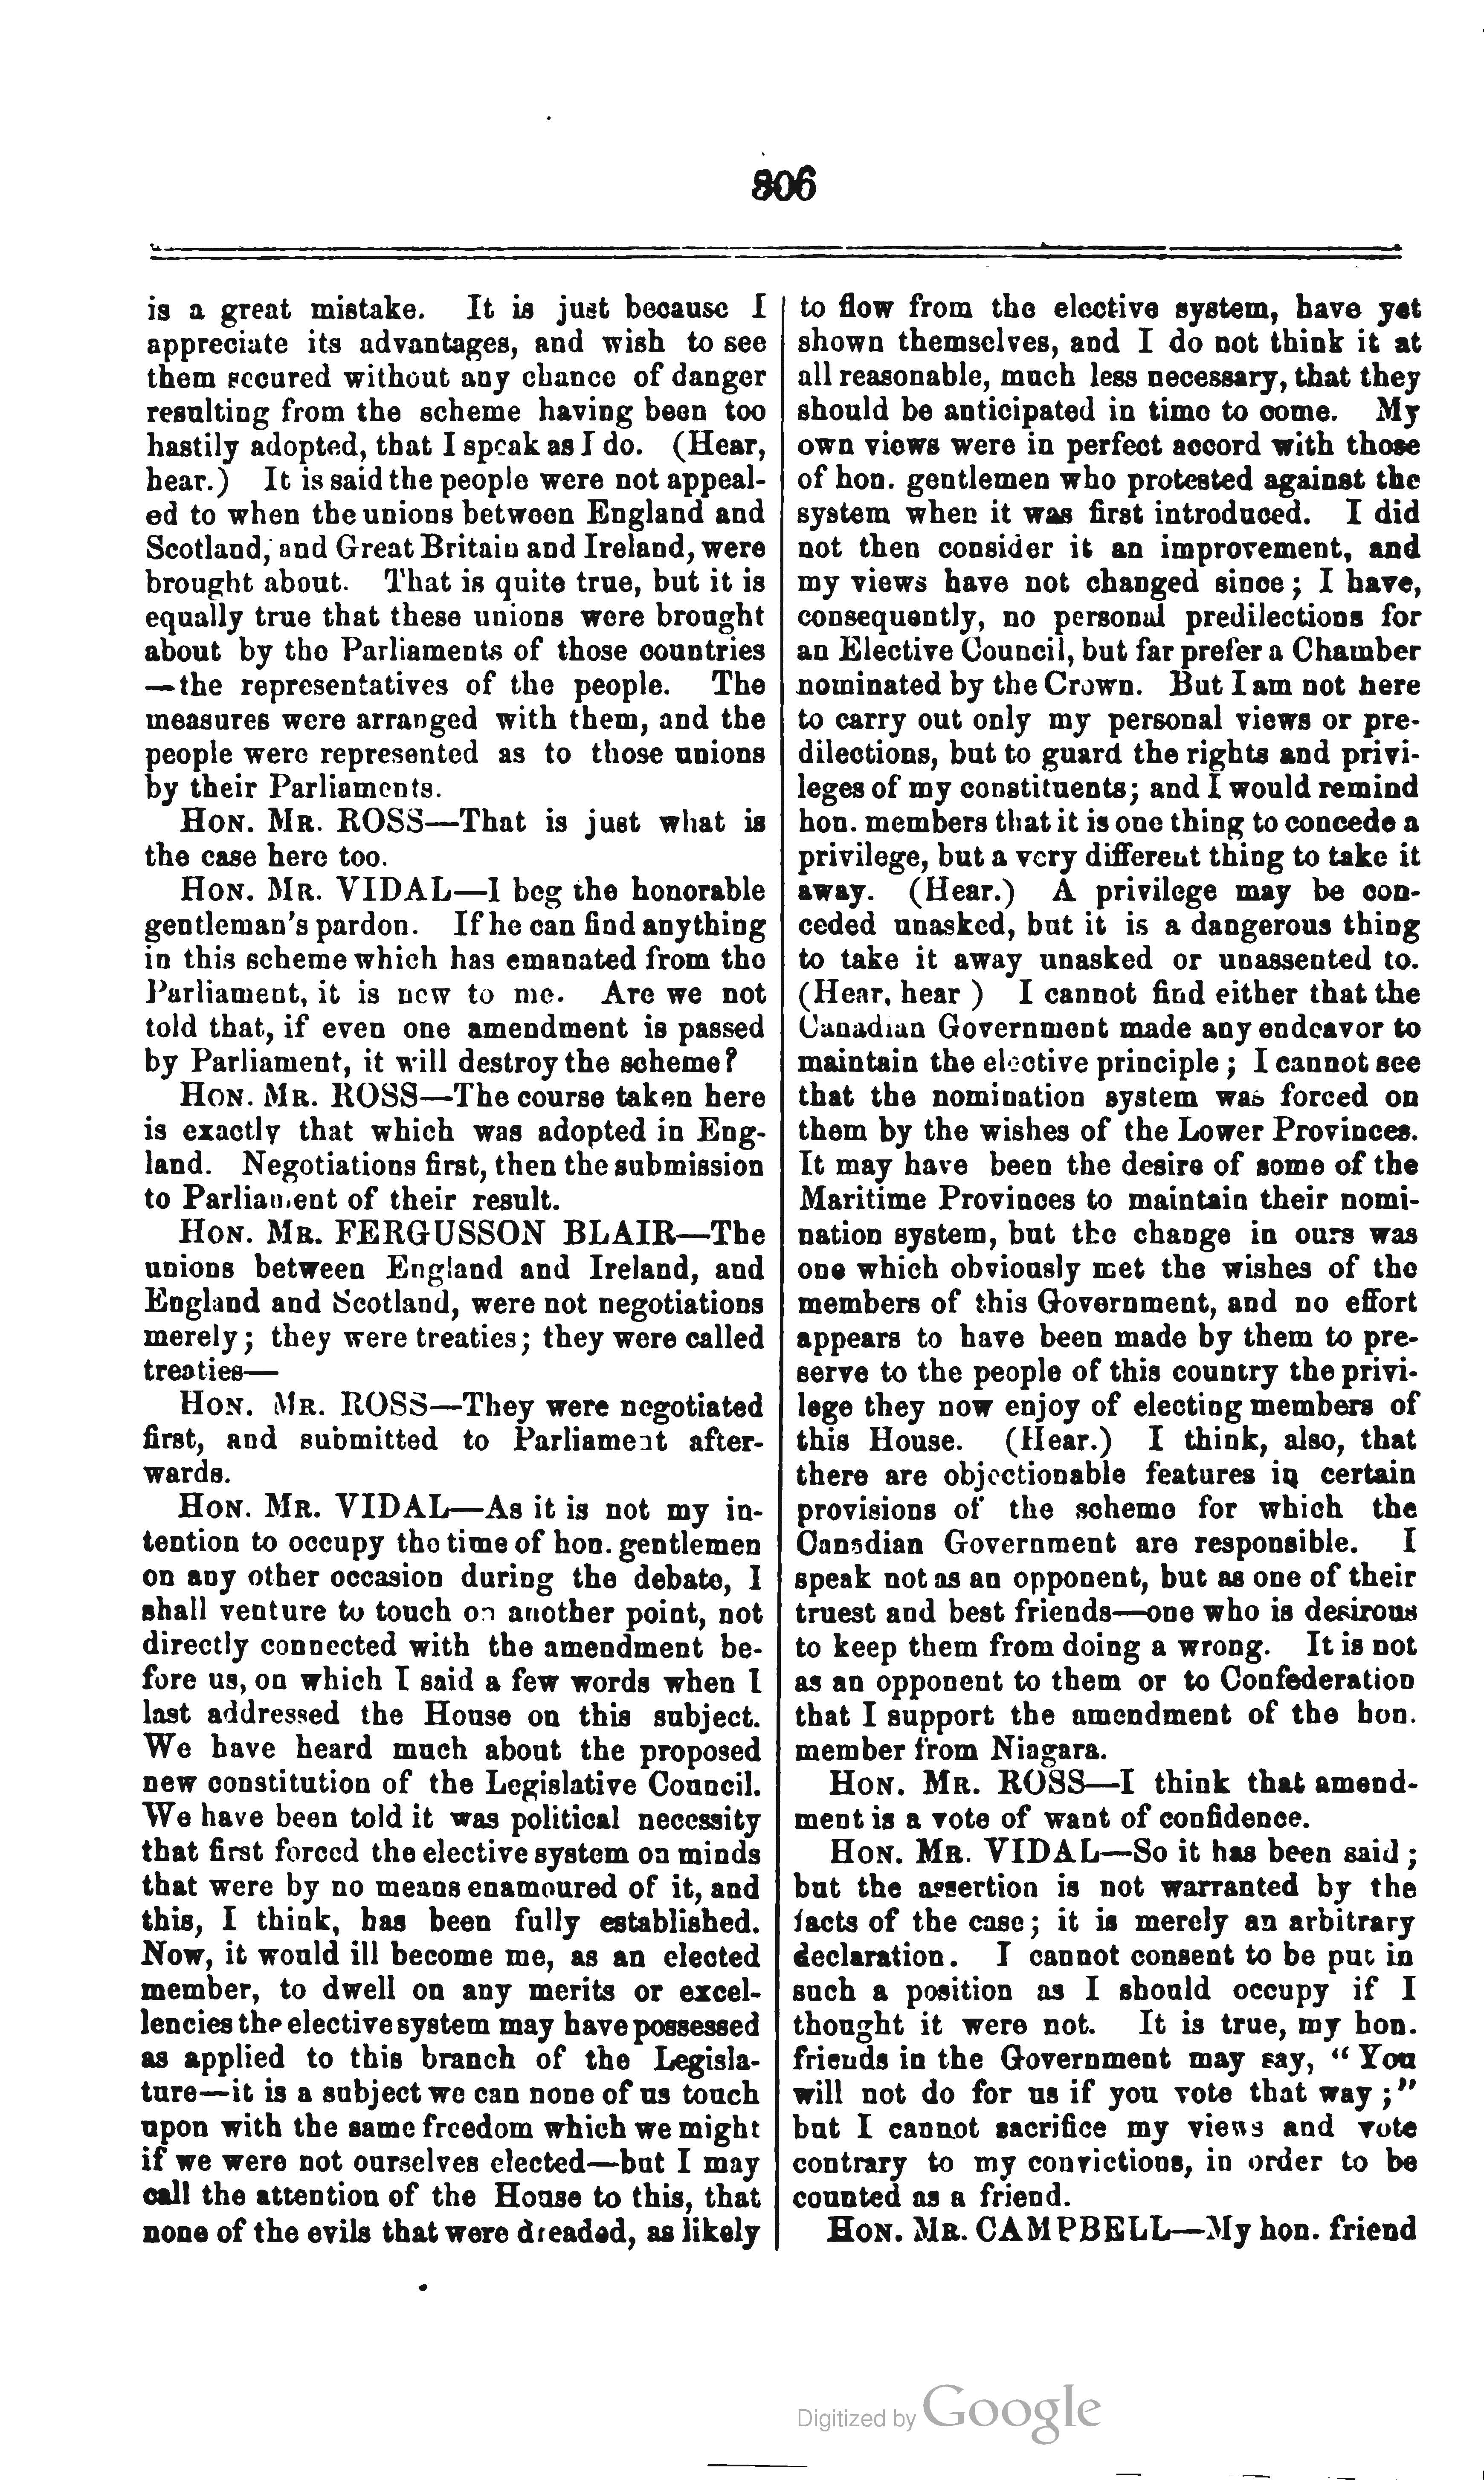 306
is a great mistake. It is just because I
appreciate its advantages, and wish to see
them secured without any chance of danger
resulting from the scheme having been too
hastily adopted, that I speak as I do. (Hear,
hear.) It is said the people were not appeal-
ed to when the unions between England and
Scotland, and Great Britain and Ireland, were
brought about. That is quite true, but it is
equally true that these unions were brought
about by the Parliaments of those countries
—the representatives of the people. The
measures were arranged with them, and the
people were represented as to those unions
by their Parliaments.
HON. MR. ROSS—That is just what is
the case here too.
HON. MR. VIDAL—I beg the honorable
gentleman's pardon. If he can find anything
in this scheme which has emanated from the
Parliament, it is new to me. Are we not
told that, if even one amendment is passed
by Parliament, it will destroy the scheme?
HON. MR. ROSS—The course taken here
is exactly that which was adopted in Eng-
land. Negotiations first, then the submission
to Parliament of their result.
HON. MR. FERGUSSON BLAIR—The
unions between England and Ireland, and
England and Scotland, were not negotiations
merely; they were treaties; they were called
treaties—
HON. MR. ROSS—They were negotiated
first, and submitted to Parliament after-
wards.
HON. MR. VIDAL—As it is not my in-
tention to occupy the time of hon. gentlemen
on any other occasion during the debate, I
shall venture to touch on another point, not
directly connected with the amendment be-
fore us, on which I said a few words when I
last addressed the House on this subject.
We have heard much about the proposed
new constitution of the Legislative Council.
We have been told it was political necessity
that first forced the elective system on minds
that were by no means enamoured of it, and
this, I think, has been fully established.
Now, it would ill become me, as an elected
member, to dwell on any merits or excel-
lencies the elective system may have possessed
as applied to this branch of the Legisla-
ture—it is a subject we can none of us touch
upon with the same freedom which we might
if we were not ourselves elected—but I may
call the attention of the House to this, that
none of the evils that were dreaded, as likely
to flow from the elective system, have yet
shown themselves, and I do not think it at
all reasonable, much less necessary, that they
should be anticipated in time to come. My
own views were in perfect accord with those
of hon. gentlemen who protested against the
system when it was first introduced. I did
not then consider it an improvement, and
my views have not changed since; I have,
consequently, no personal predilections for
an Elective Council, but far prefer a Chamber
nominated by the Crown. But I am not here
to carry out only my personal views or pre-
dilections, but to guard the rights and privi-
leges of my constituents; and I would remind
hon. members that it is one thing to concede a
privilege, but a very different thing to take it
away. (Hear.) A privilege may be con-
ceded unasked, but it is a dangerous thing
to take it away unasked or unassented to.
(Hear, hear ) I cannot find either that the
Canadian Government made any endeavor to
maintain the elective principle; I cannot see
that the nomination system was forced on
them by the wishes of the Lower Provinces.
It may have been the desire of some of the
Maritime Provinces to maintain their nomi-
nation system, but the change in ours was
one which obviously met the wishes of the
members of this Government, and no effort
appears to have been made by them to pre-
serve to the people of this country the privi-
lege they now enjoy of electing members of
this House. (Hear.) I think, also, that
there are objectionable features in certain
provisions of the scheme for which the
Canadian Government are responsible. I
speak not as an opponent, but as one of their
truest and best friends—one who is desirous
to keep them from doing a wrong. It is not
as an opponent to them or to Confederation
that I support the amendment of the hon.
member from Niagara.
HON. MR. ROSS—I think that amend-
ment is a vote of want of confidence.
HON. MR. VIDAL—So it has been said;
but the assertion is not warranted by the
facts of the case; it is merely an arbitrary
declaration. I cannot consent to be put in
such a position as I should occupy if I
thought it were not. It is true, my hon.
friends in the Government may say, "You
will not do for us if you vote that way;"
but I cannot sacrifice my views and vote
contrary to my convictions, in order to be
counted as a friend.
HON. MR. CAMPBELL—My hon. friend
Digitized by Google